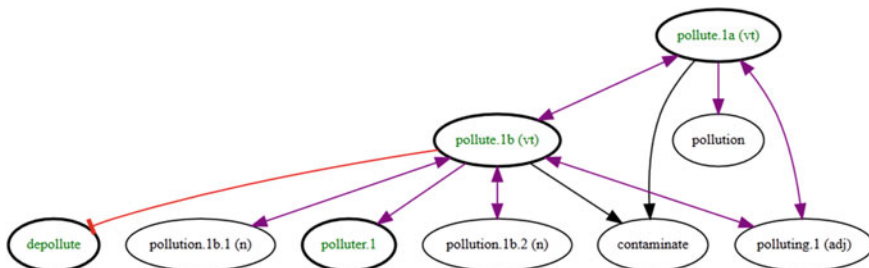 pollute.1a (vt)
pollute.1b (vt)
pollution
depollute
pollution.1b.1 (n)
polluter.1
pollution.1b.2 (n)
contaminate
polluting.1 (adj)